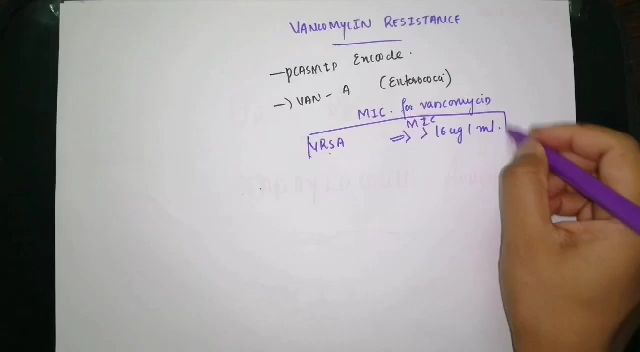 VANCOMYCIN RESISTANCE
— PLASMID Encode.
→ VAN - A (Enterococci)
MIC. for vancomycin
MIC
VRSA ⇒ > 16 ug / ml.